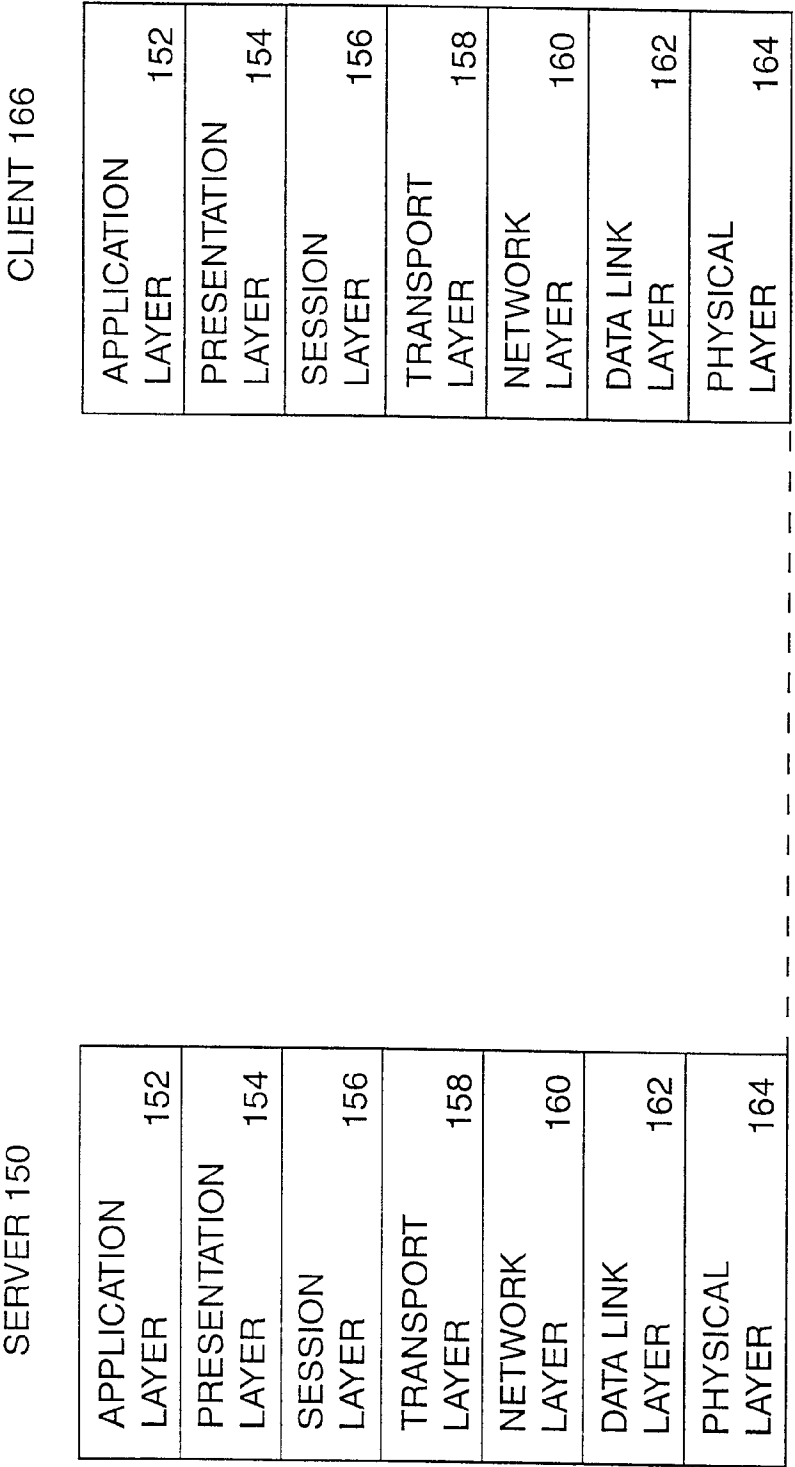 SERVER 150
APPLICATION
LAYER 152
PRESENTATION
LAYER 154
SESSION
LAYER 156
TRANSPORT
LAYER 158
NETWORK
LAYER 160
DATA LINK
LAYER 162
PHYSICAL
LAYER 164
CLIENT 166
APPLICATION
LAYER 152
PRESENTATION
LAYER 154
SESSION
LAYER 156
TRANSPORT
LAYER 158
NETWORK
LAYER 160
DATA LINK
LAYER 162
PHYSICAL
LAYER 164